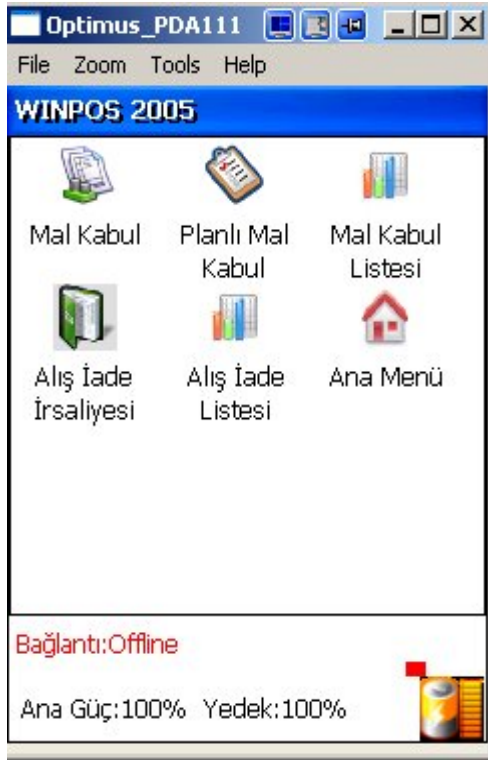 Optimus_PDA111
File Zoom Tools Help
WINPOS 2005
Mal Kabul
Planlı Mal
Kabul
Mal Kabul
Listesi
Alış İade
İrsaliyesi
Alış İade
Listesi
Ana Menü
Bağlantı:Offline
Ana Güç:100% Yedek:100%